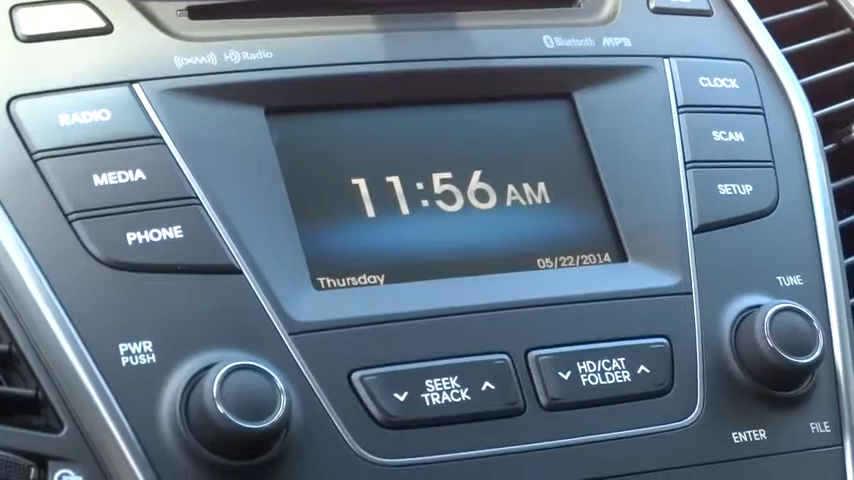 ((XM)) HD Radio
Bluetooth MP3
RADIO
MEDIA
PHONE
CLOCK
SCAN
SETUP
11:56 AM
Thursday
05/22/2014
PWR
PUSH
SEEK
TRACK
HD/CAT
FOLDER
TUNE
ENTER
FILE